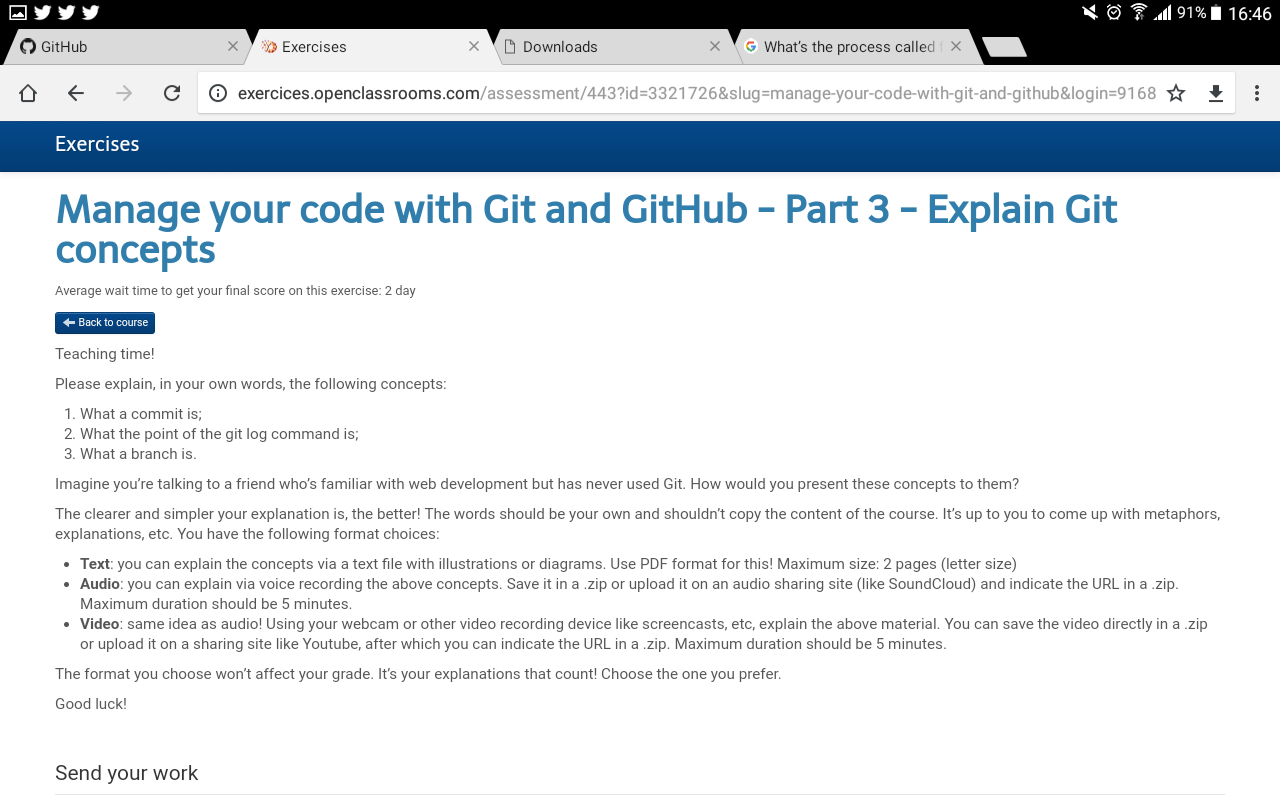 91% 16:46
GitHub Exercises Downloads What's the process called
exercices.openclassrooms.com/assessment/443?id=3321726&slug=manage-your-code-with-git-and-github&login=9168
Exercises
Manage your code with Git and GitHub - Part 3 - Explain Git
concepts
Average wait time to get your final score on this exercise: 2 day
Back to course
Teaching time!
Please explain, in your own words, the following concepts:
1. What a commit is;
2. What the point of the git log command is;
3. What a branch is.
Imagine you're talking to a friend who's familiar with web development but has never used Git. How would you present these concepts to them?
The clearer and simpler your explanation is, the better! The words should be your own and shouldn't copy the content of the course. It's up to you to come up with metaphors,
explanations, etc. You have the following format choices:
• Text: you can explain the concepts via a text file with illustrations or diagrams. Use PDF format for this! Maximum size: 2 pages (letter size)
• Audio: you can explain via voice recording the above concepts. Save it in a .zip or upload it on an audio sharing site (like SoundCloud) and indicate the URL in a .zip.
Maximum duration should be 5 minutes.
• Video: same idea as audio! Using your webcam or other video recording device like screencasts, etc, explain the above material. You can save the video directly in a .zip
or upload it on a sharing site like Youtube, after which you can indicate the URL in a .zip. Maximum duration should be 5 minutes.
The format you choose won't affect your grade. It's your explanations that count! Choose the one you prefer.
Good luck!
Send your work